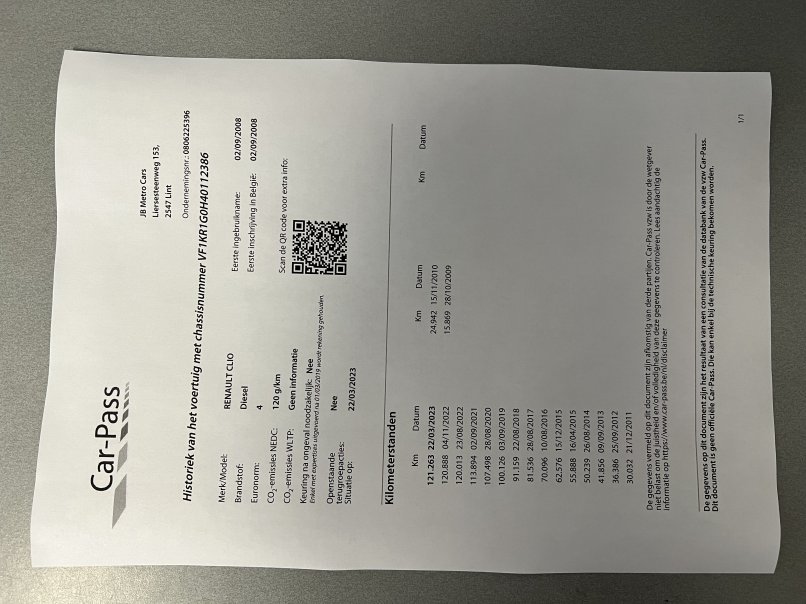 Car-Pass
JB Metro Cars
Liersesteenweg 153,
2547 Lint
Ondernemingsnr.: 0806225396
Historiek van het voertuig met chassisnummer VF1KR1G0H40112386
Merk/Model: RENAULT CLIO
Brandstof: Diesel
Euronorm: 4
CO2-emissies NEDC: 120 g/km
CO2-emissies WLTP: Geen informatie
Keuring na ongeval noodzakelijk: Nee
Enkel met expertises uitgevoerd na 01/03/2019 wordt rekening gehouden.
Openstaande
terugroepacties: Nee
Situatie op: 22/03/2023
Eerste ingebruikname: 02/09/2008
Eerste inschrijving in België: 02/09/2008
Scan de QR code voor extra info:
Kilometerstanden
Km Datum
121.263 22/03/2023
120.888 04/11/2022
120.013 23/08/2022
113.894 02/09/2021
107.498 28/08/2020
100.126 03/09/2019
91.159 22/08/2018
81.536 28/08/2017
70.096 10/08/2016
62.576 15/12/2015
55.888 16/04/2015
50.239 26/08/2014
41.856 09/09/2013
36.386 25/09/2012
30.032 21/12/2011
Km Datum
24.942 15/11/2010
15.869 28/10/2009
Km Datum
De gegevens vermeld op dit document zijn afkomstig van derde partijen. Car-Pass vzw is door de wetgever
niet belast om de juistheid en/of volledigheid van deze gegevens te controleren. Lees aandachtig de
informatie op https://www.car-pass.be/nl/disclaimer
De gegevens op dit document zijn het resultaat van een consultatie van de databank van de vzw Car-Pass.
Dit document is geen officiële Car-Pass. Die kan enkel bij de technische keuring bekomen worden.
1/1